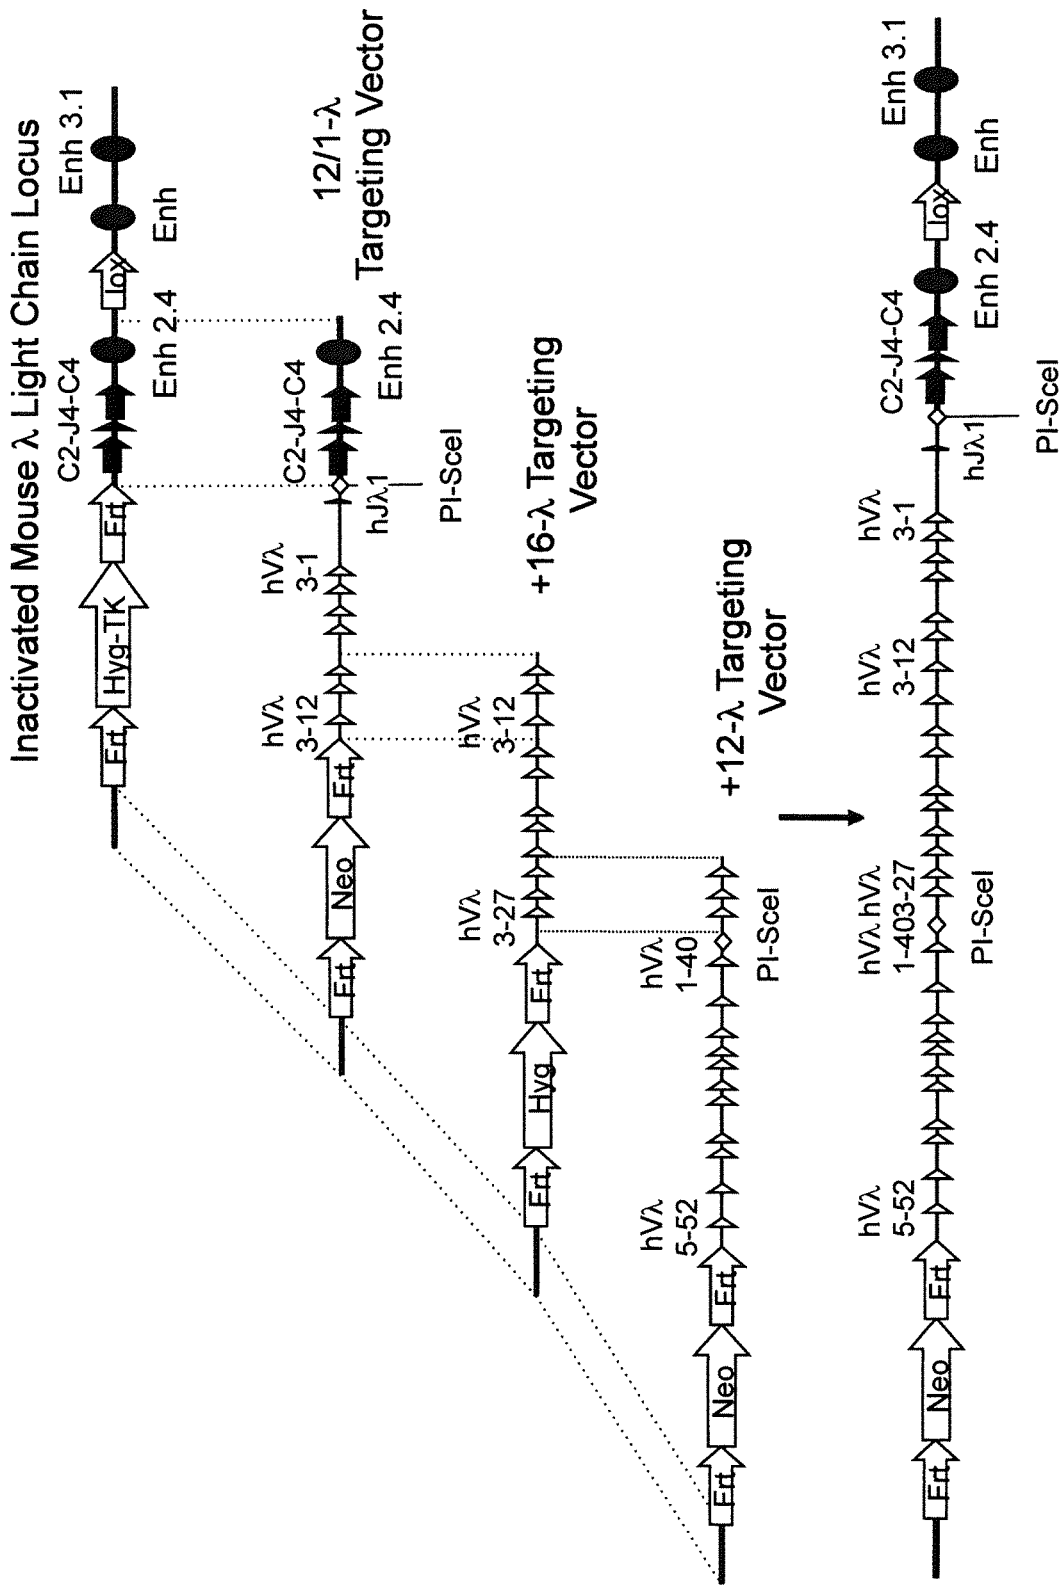 Inactivated Mouse λ Light Chain Locus
Frt
Hyg-TK
Frt
C2-J4-C4
Enh 2.4
lox
Enh
Enh 3.1
12/1-λ
Targeting Vector
Frt
Neo
Frt
hVλ
3-12
hVλ
3-1
hJλ1
PI-SceI
C2-J4-C4
Enh 2.4
+16-λ Targeting
Vector
Frt
Hyg
Frt
hVλ
3-27
hVλ
3-12
+12-λ Targeting
Vector
Frt
Neo
Frt
hVλ
5-52
hVλ
1-40
PI-SceI
Frt
Neo
Frt
hVλ
5-52
hVλ hVλ
1-403-27
PI-SceI
hVλ
3-12
hVλ
3-1
hJλ1
PI-SceI
C2-J4-C4
Enh 2.4
lox
Enh
Enh 3.1